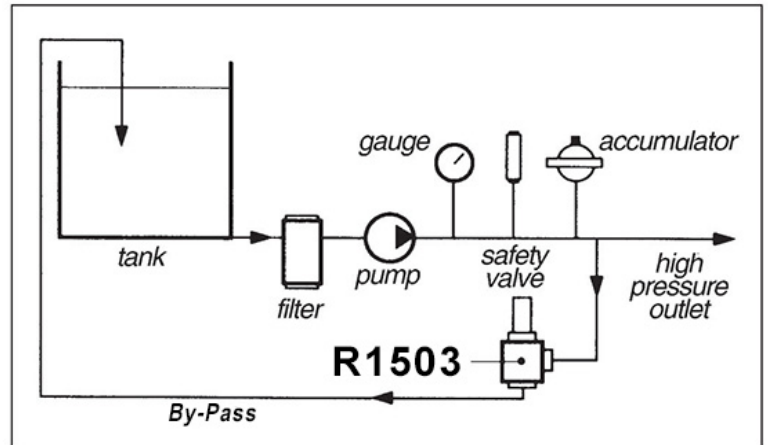 gauge
accumulator
tank
filter
pump
safety
valve
high
pressure
outlet
R1503
By-Pass